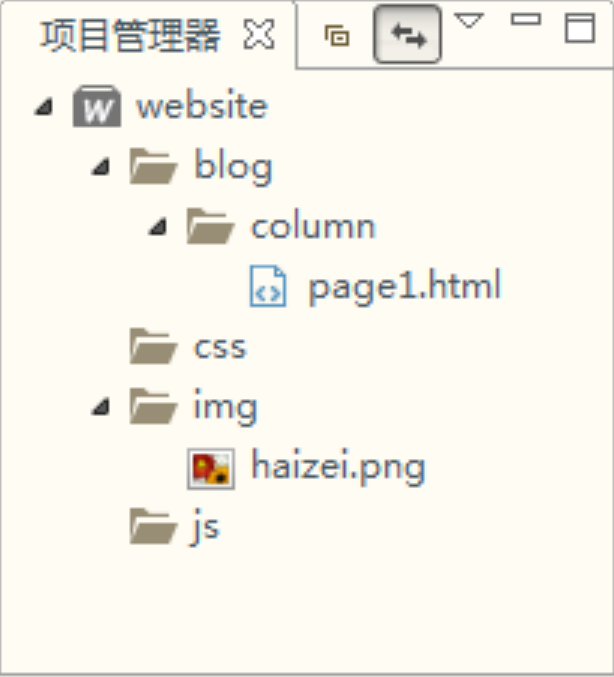 项目管理器
website
blog
column
page1.html
css
img
haizei.png
js